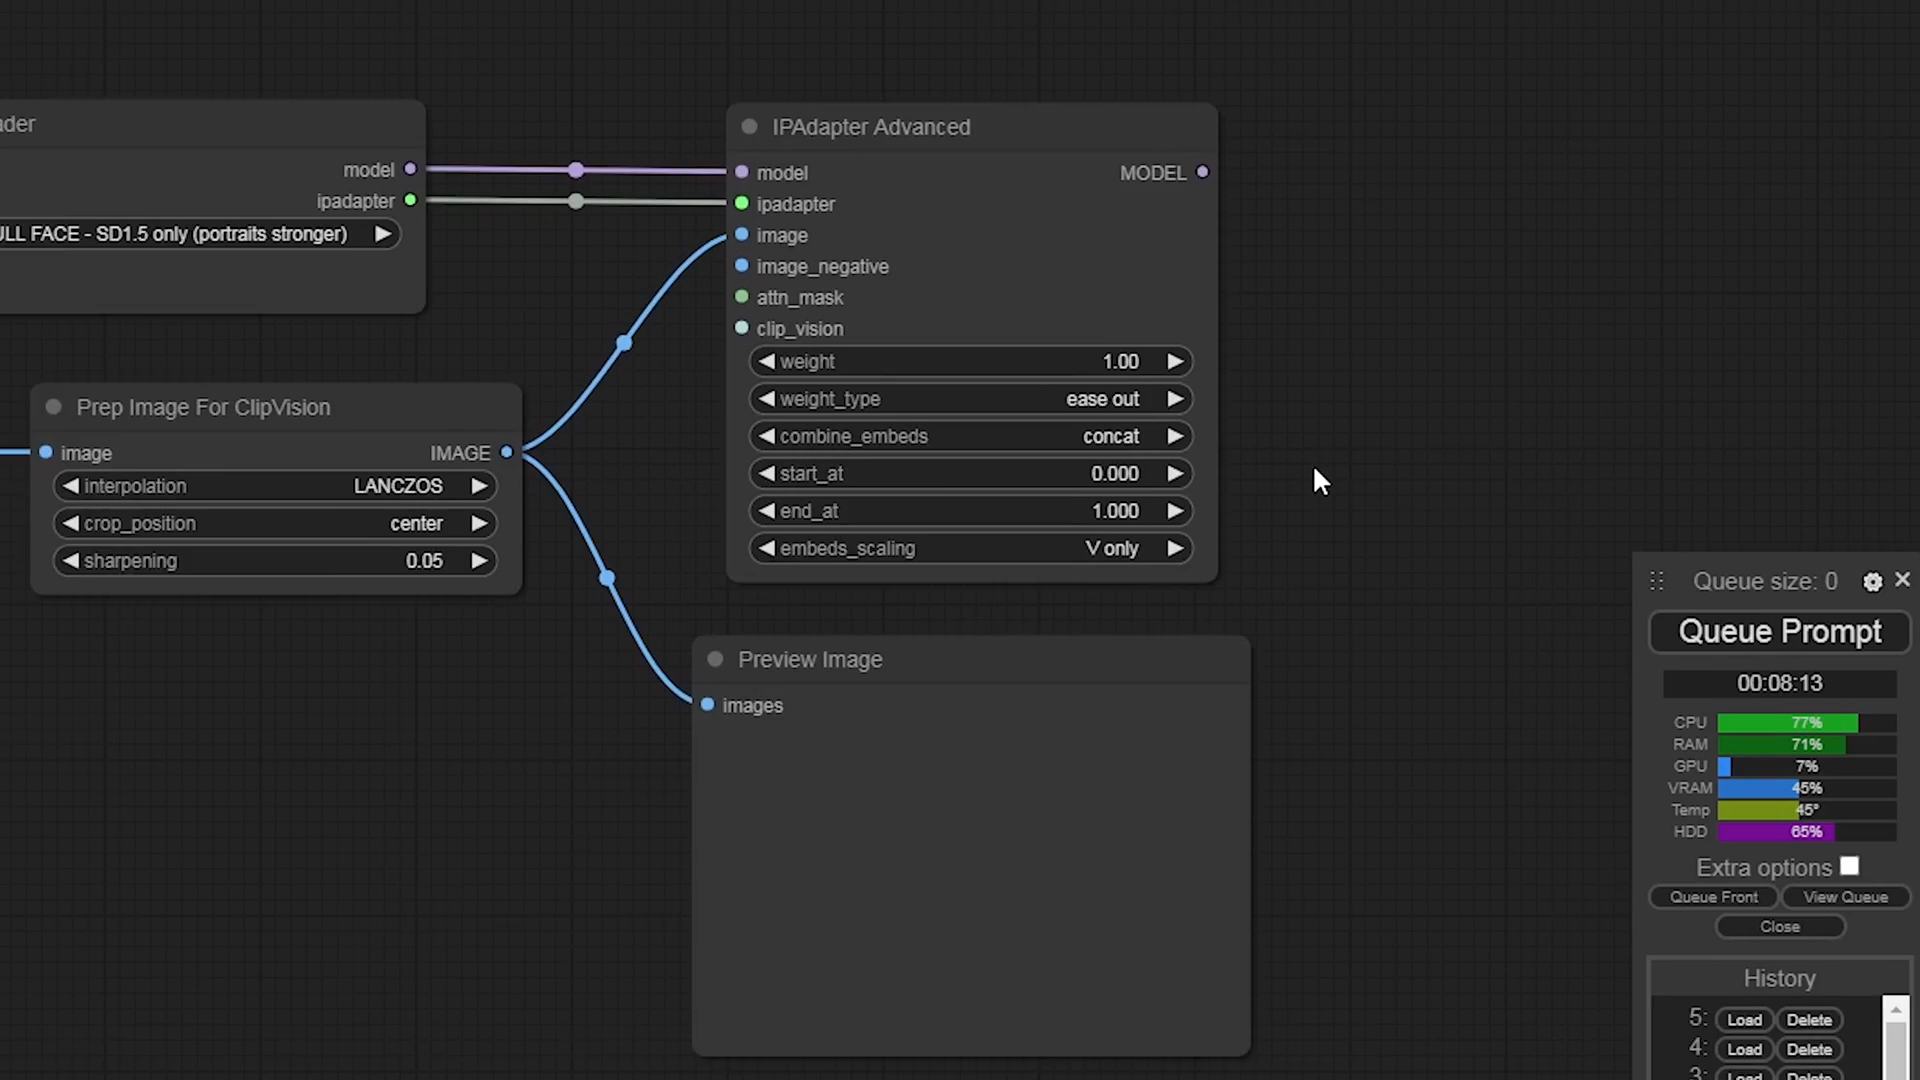 ader
model
ipadapter
ULL FACE - SD1.5 only (portraits stronger)
IPAdapter Advanced
model MODEL
ipadapter
image
image_negative
attn_mask
clip_vision
weight 1.00
weight_type ease out
combine_embeds concat
start_at 0.000
end_at 1.000
embeds_scaling V only
Prep Image For ClipVision
image IMAGE
interpolation LANCZOS
crop_position center
sharpening 0.05
Preview Image
images
Queue size: 0
Queue Prompt
00:08:13
CPU 77%
RAM 71%
GPU 7%
VRAM 45%
Temp 45°
HDD 65%
Extra options
Queue Front View Queue
Close
History
5: Load Delete
4: Load Delete
3: Load Delete